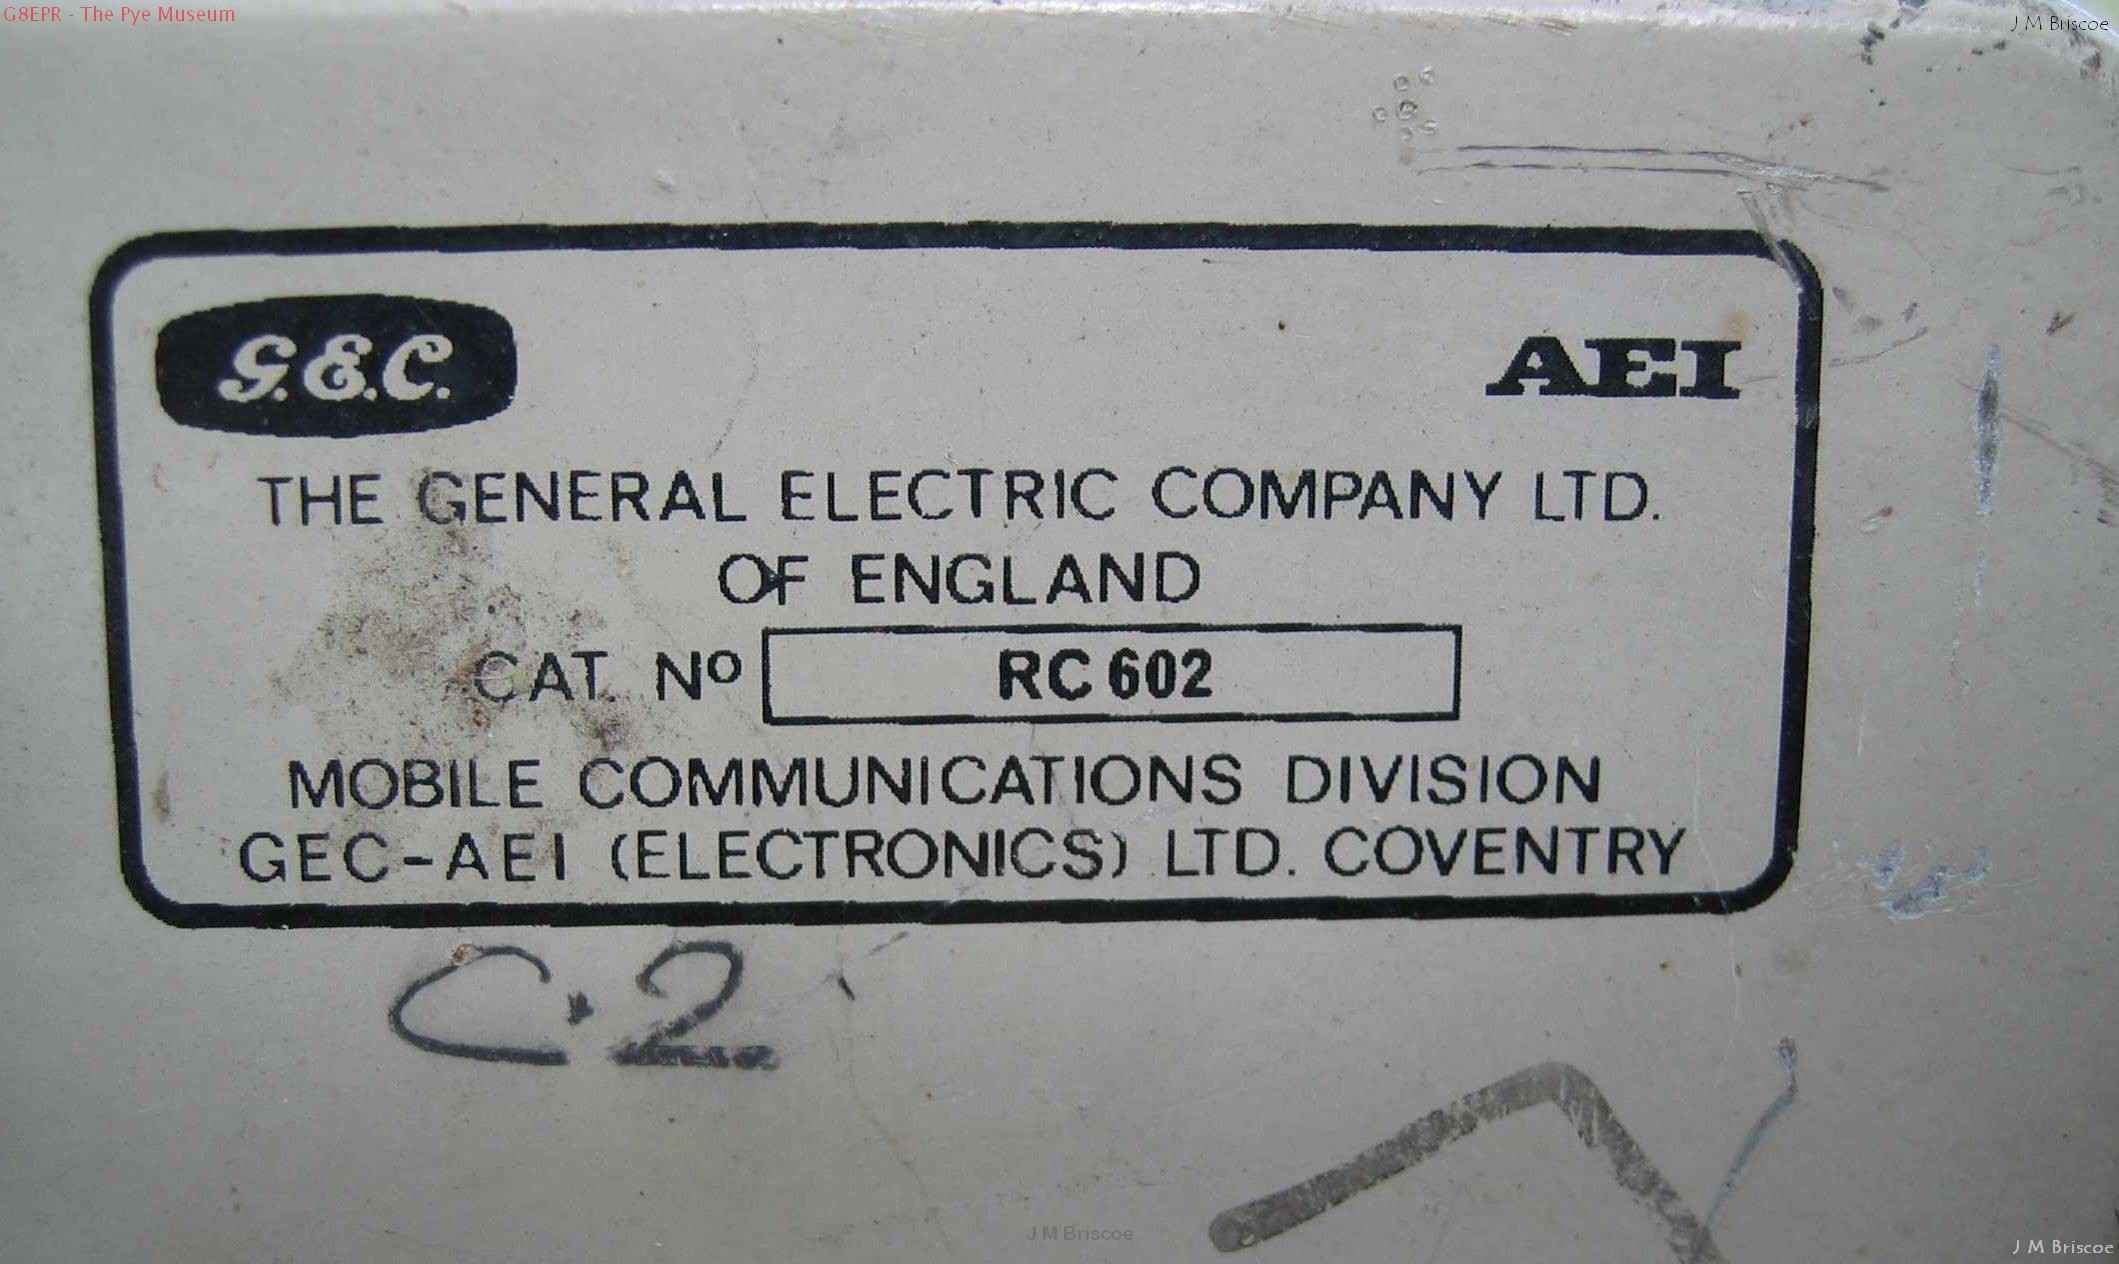 G8EPR - The Pye Museum
J M Briscoe
G.E.C.
AEI
THE GENERAL ELECTRIC COMPANY LTD.
OF ENGLAND
CAT. Nº RC 602
MOBILE COMMUNICATIONS DIVISION
GEC-AEI (ELECTRONICS) LTD. COVENTRY
C.2
J M Briscoe
J M Briscoe